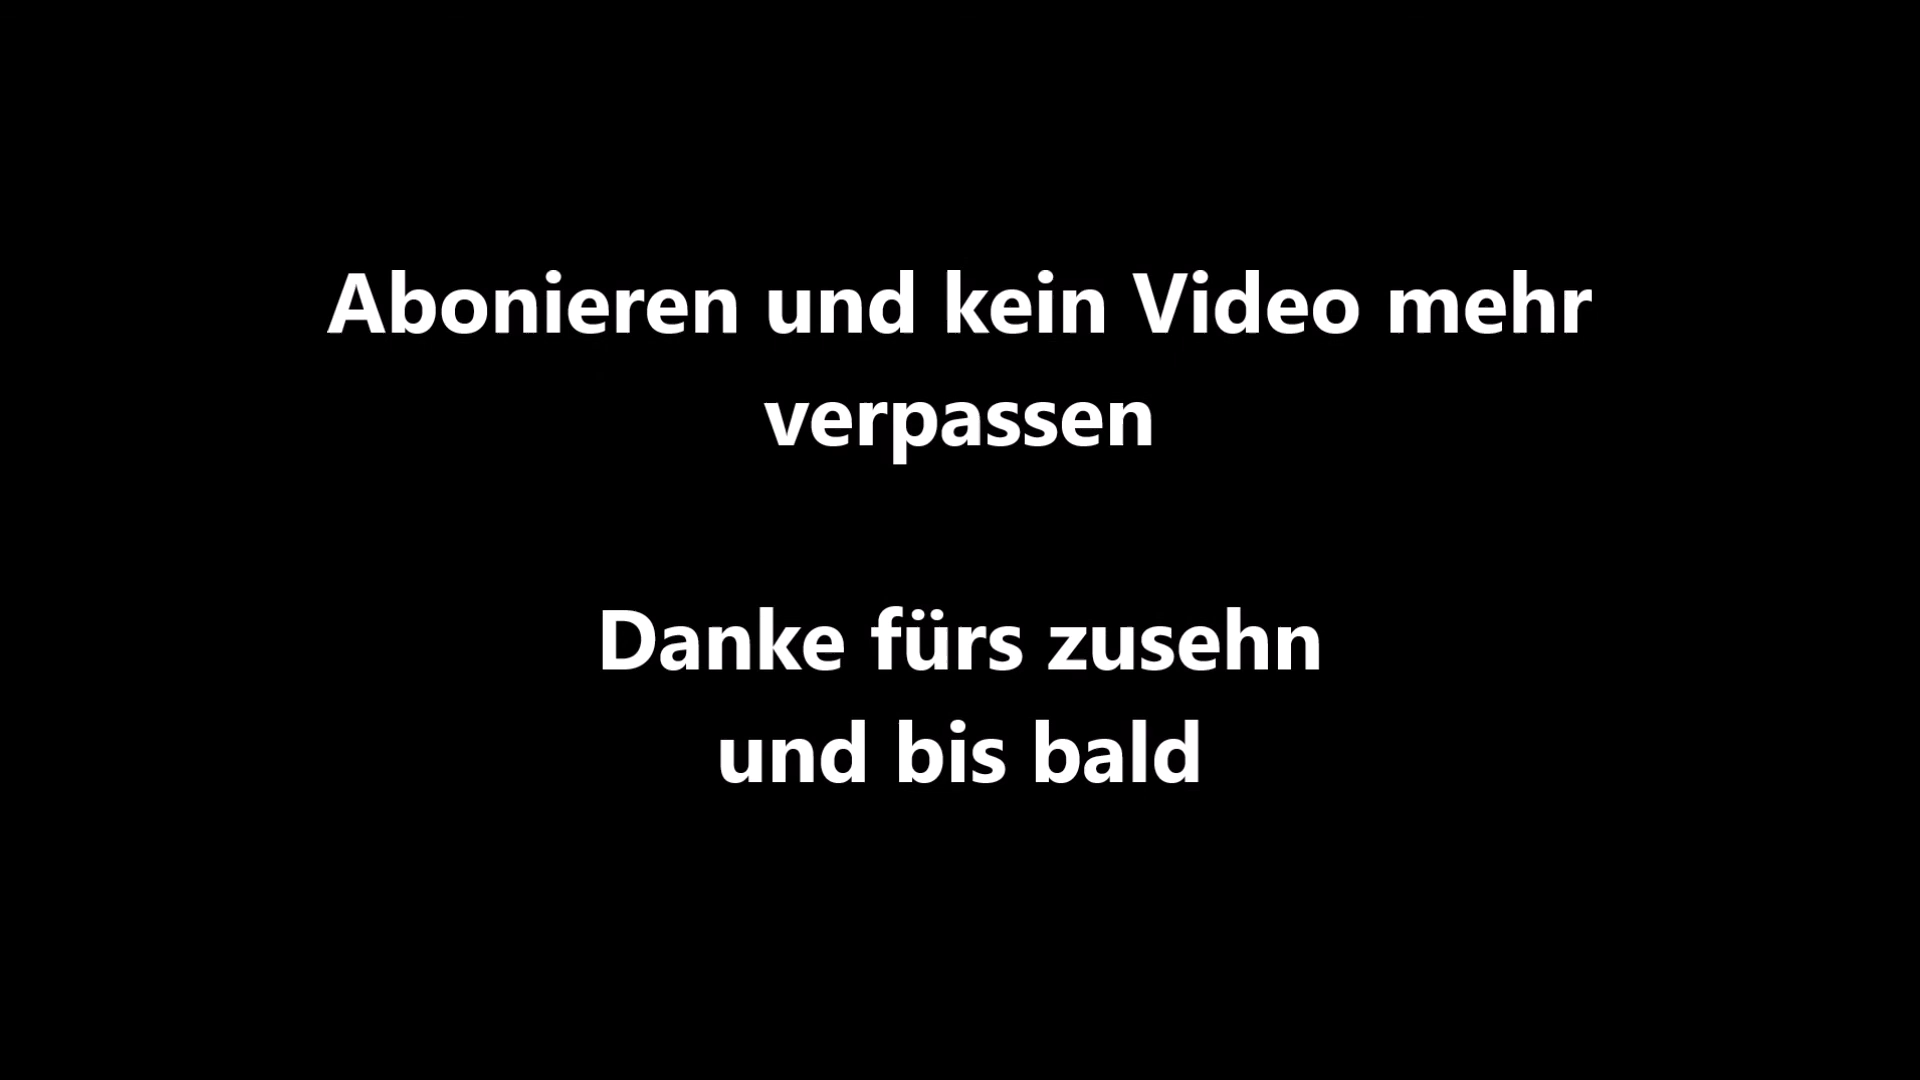 Abonieren und kein Video mehr
verpassen
Danke fürs zusehn
und bis bald